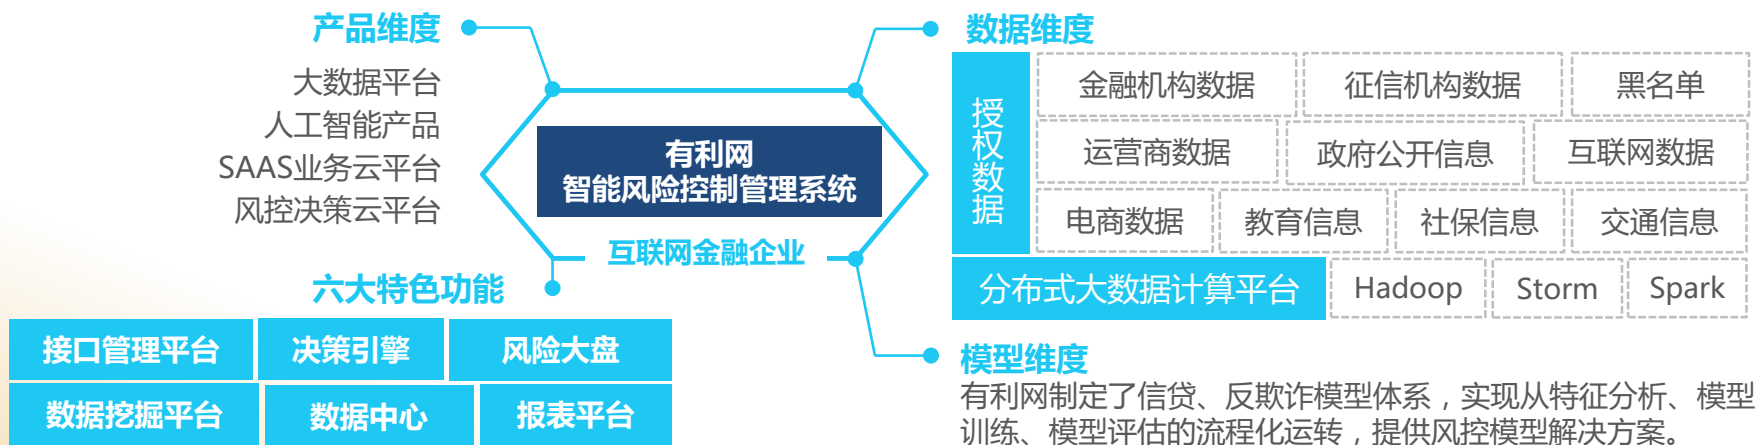 产品维度
大数据平台
人工智能产品
SAAS业务云平台
风控决策云平台
有利网
智能风险控制管理系统
互联网金融企业
六大特色功能
接口管理平台 决策引擎 风险大盘
数据挖掘平台 数据中心 报表平台
数据维度
授权数据
金融机构数据 征信机构数据 黑名单
运营商数据 政府公开信息 互联网数据
电商数据 教育信息 社保信息 交通信息
分布式大数据计算平台 Hadoop Storm Spark
模型维度
有利网制定了信贷、反欺诈模型体系，实现从特征分析、模型
训练、模型评估的流程化运转，提供风控模型解决方案。